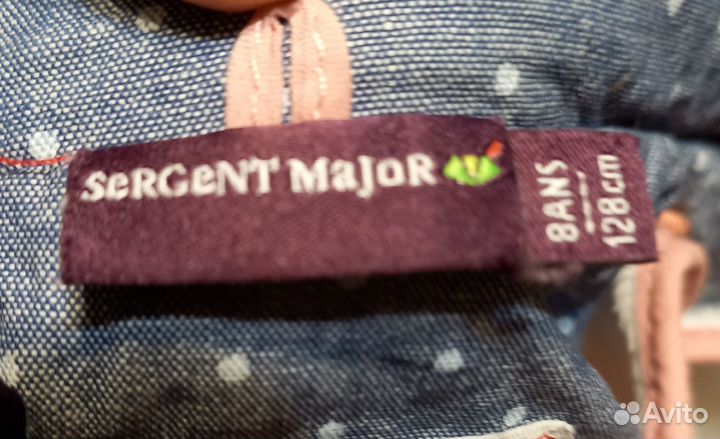 SeRGeNT MajoR
8ANS
128cm
Avito